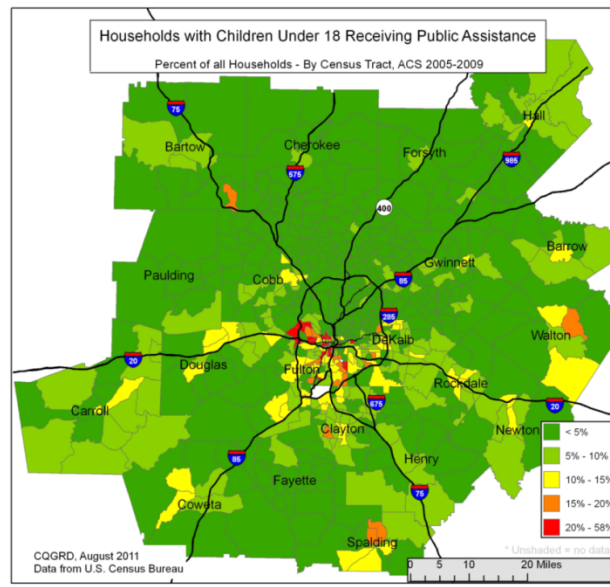 Households with Children Under 18 Receiving Public Assistance
Percent of all Households - By Census Tract, ACS 2005-2009
75
Hall
Bartow
Cherokee
Forsyth
985
575
400
Barrow
Gwinnett
Paulding
Cobb
85
285
DeKalb
Walton
20
Douglas
Fulton
Rockdale
Carroll
675
20
Newton
Clayton
85
Henry
Fayette
75
Coweta
Spalding
< 5%
5% - 10%
10% - 15%
15% - 20%
20% - 58%
* Unshaded = no data
CQGRD, August 2011
Data from U.S. Census Bureau
0 5 10 20 Miles